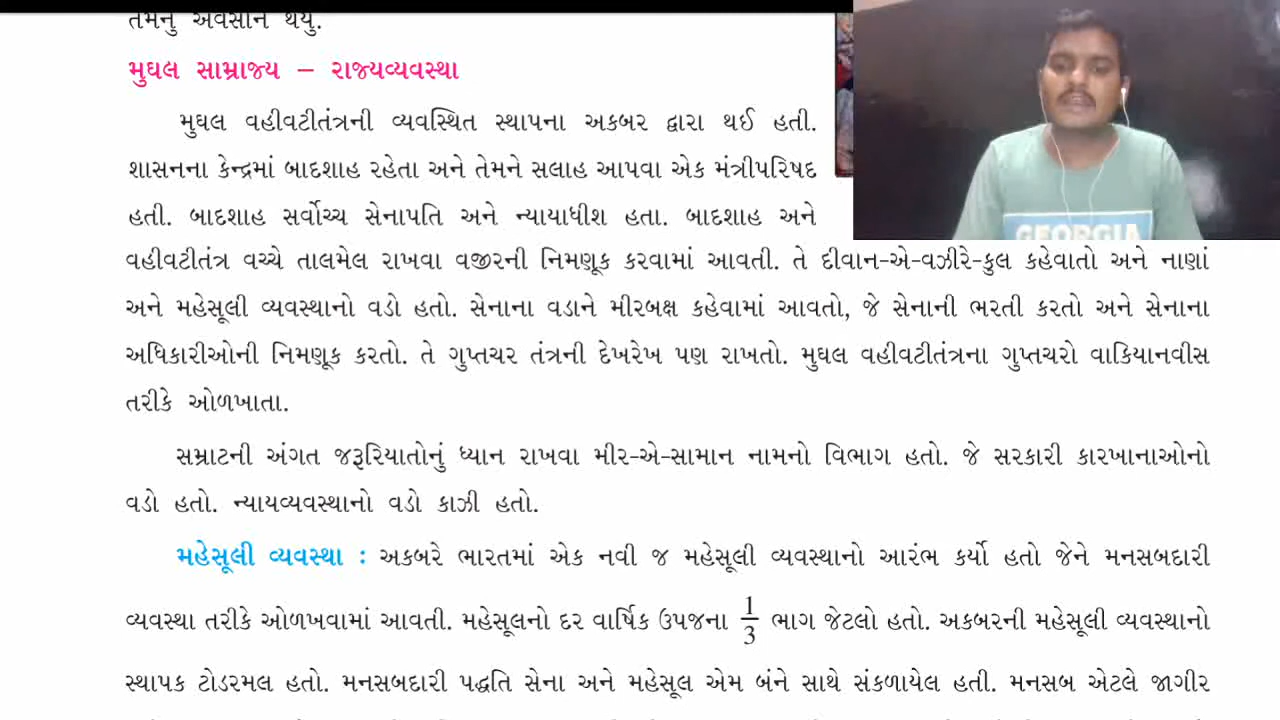 તેમનું અવસાન થયું.
મુઘલ સામ્રાજ્ય – રાજ્યવ્યવસ્થા
મુઘલ વહીવટીતંત્રની વ્યવસ્થિત સ્થાપના અકબર દ્વારા થઈ હતી.
શાસનના કેન્દ્રમાં બાદશાહ રહેતા અને તેમને સલાહ આપવા એક મંત્રીપરિષદ
હતી. બાદશાહ સર્વોચ્ચ સેનાપતિ અને ન્યાયાધીશ હતા. બાદશાહ અને
વહીવટીતંત્ર વચ્ચે તાલમેલ રાખવા વજીરની નિમણૂક કરવામાં આવતી. તે દીવાન-એ-વઝીરે-કુલ કહેવાતો અને નાણાં
અને મહેસૂલી વ્યવસ્થાનો વડો હતો. સેનાના વડાને મીરબક્ષ કહેવામાં આવતો, જે સેનાની ભરતી કરતો અને સેનાના
અધિકારીઓની નિમણૂક કરતો. તે ગુપ્તચર તંત્રની દેખરેખ પણ રાખતો. મુઘલ વહીવટીતંત્રના ગુપ્તચરો વાકિયાનવીસ
તરીકે ઓળખાતા.
સમ્રાટની અંગત જરૂરિયાતોનું ધ્યાન રાખવા મીર-એ-સામાન નામનો વિભાગ હતો. જે સરકારી કારખાનાઓનો
વડો હતો. ન્યાયવ્યવસ્થાનો વડો કાઝી હતો.
મહેસૂલી વ્યવસ્થા : અકબરે ભારતમાં એક નવી જ મહેસૂલી વ્યવસ્થાનો આરંભ કર્યો હતો જેને મનસબદારી
વ્યવસ્થા તરીકે ઓળખવામાં આવતી. મહેસૂલનો દર વાર્ષિક ઉપજના 1/3 ભાગ જેટલો હતો. અકબરની મહેસૂલી વ્યવસ્થાનો
સ્થાપક ટોડરમલ હતો. મનસબદારી પદ્ધતિ સેના અને મહેસૂલ એમ બંને સાથે સંકળાયેલ હતી. મનસબ એટલે જાગીર
GEORGIA